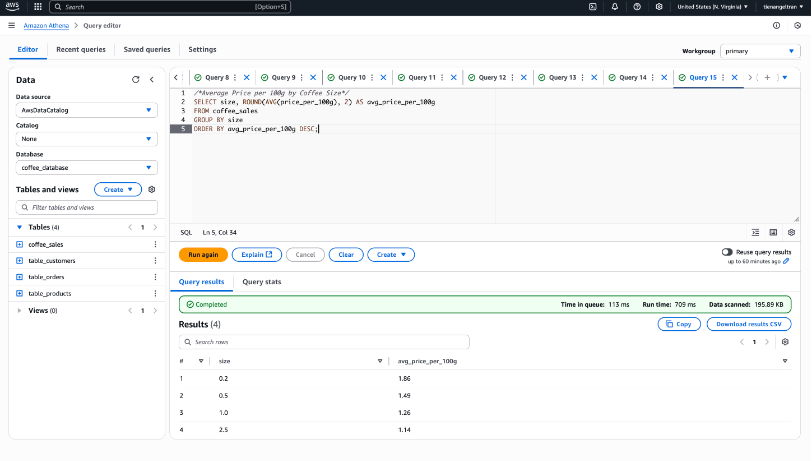 aws
Search
[Option+S]
United States (N. Virginia)
tienangeltran
Amazon Athena > Query editor
Editor
Recent queries
Saved queries
Settings
Workgroup
primary
Data
Data source
AwsDataCatalog
Catalog
None
Database
coffee_database
Tables and views
Create
Filter tables and views
Tables (4)
< 1 >
coffee_sales
table_customers
table_orders
table_products
Views (0)
< 1 >
Query 8
Query 9
Query 10
Query 11
Query 12
Query 13
Query 14
Query 15
1 /*Average Price per 100g by Coffee Size*/
2 SELECT size, ROUND(AVG(price_per_100g), 2) AS avg_price_per_100g
3 FROM coffee_sales
4 GROUP BY size
5 ORDER BY avg_price_per_100g DESC;
SQL Ln 5, Col 34
Run again
Explain
Cancel
Clear
Create
Reuse query results
up to 60 minutes ago
Query results
Query stats
Completed
Time in queue: 113 ms
Run time: 709 ms
Data scanned: 195.89 KB
Results (4)
Copy
Download results CSV
Search rows
< 1 >
# size avg_price_per_100g
1 0.2 1.86
2 0.5 1.49
3 1.0 1.26
4 2.5 1.14